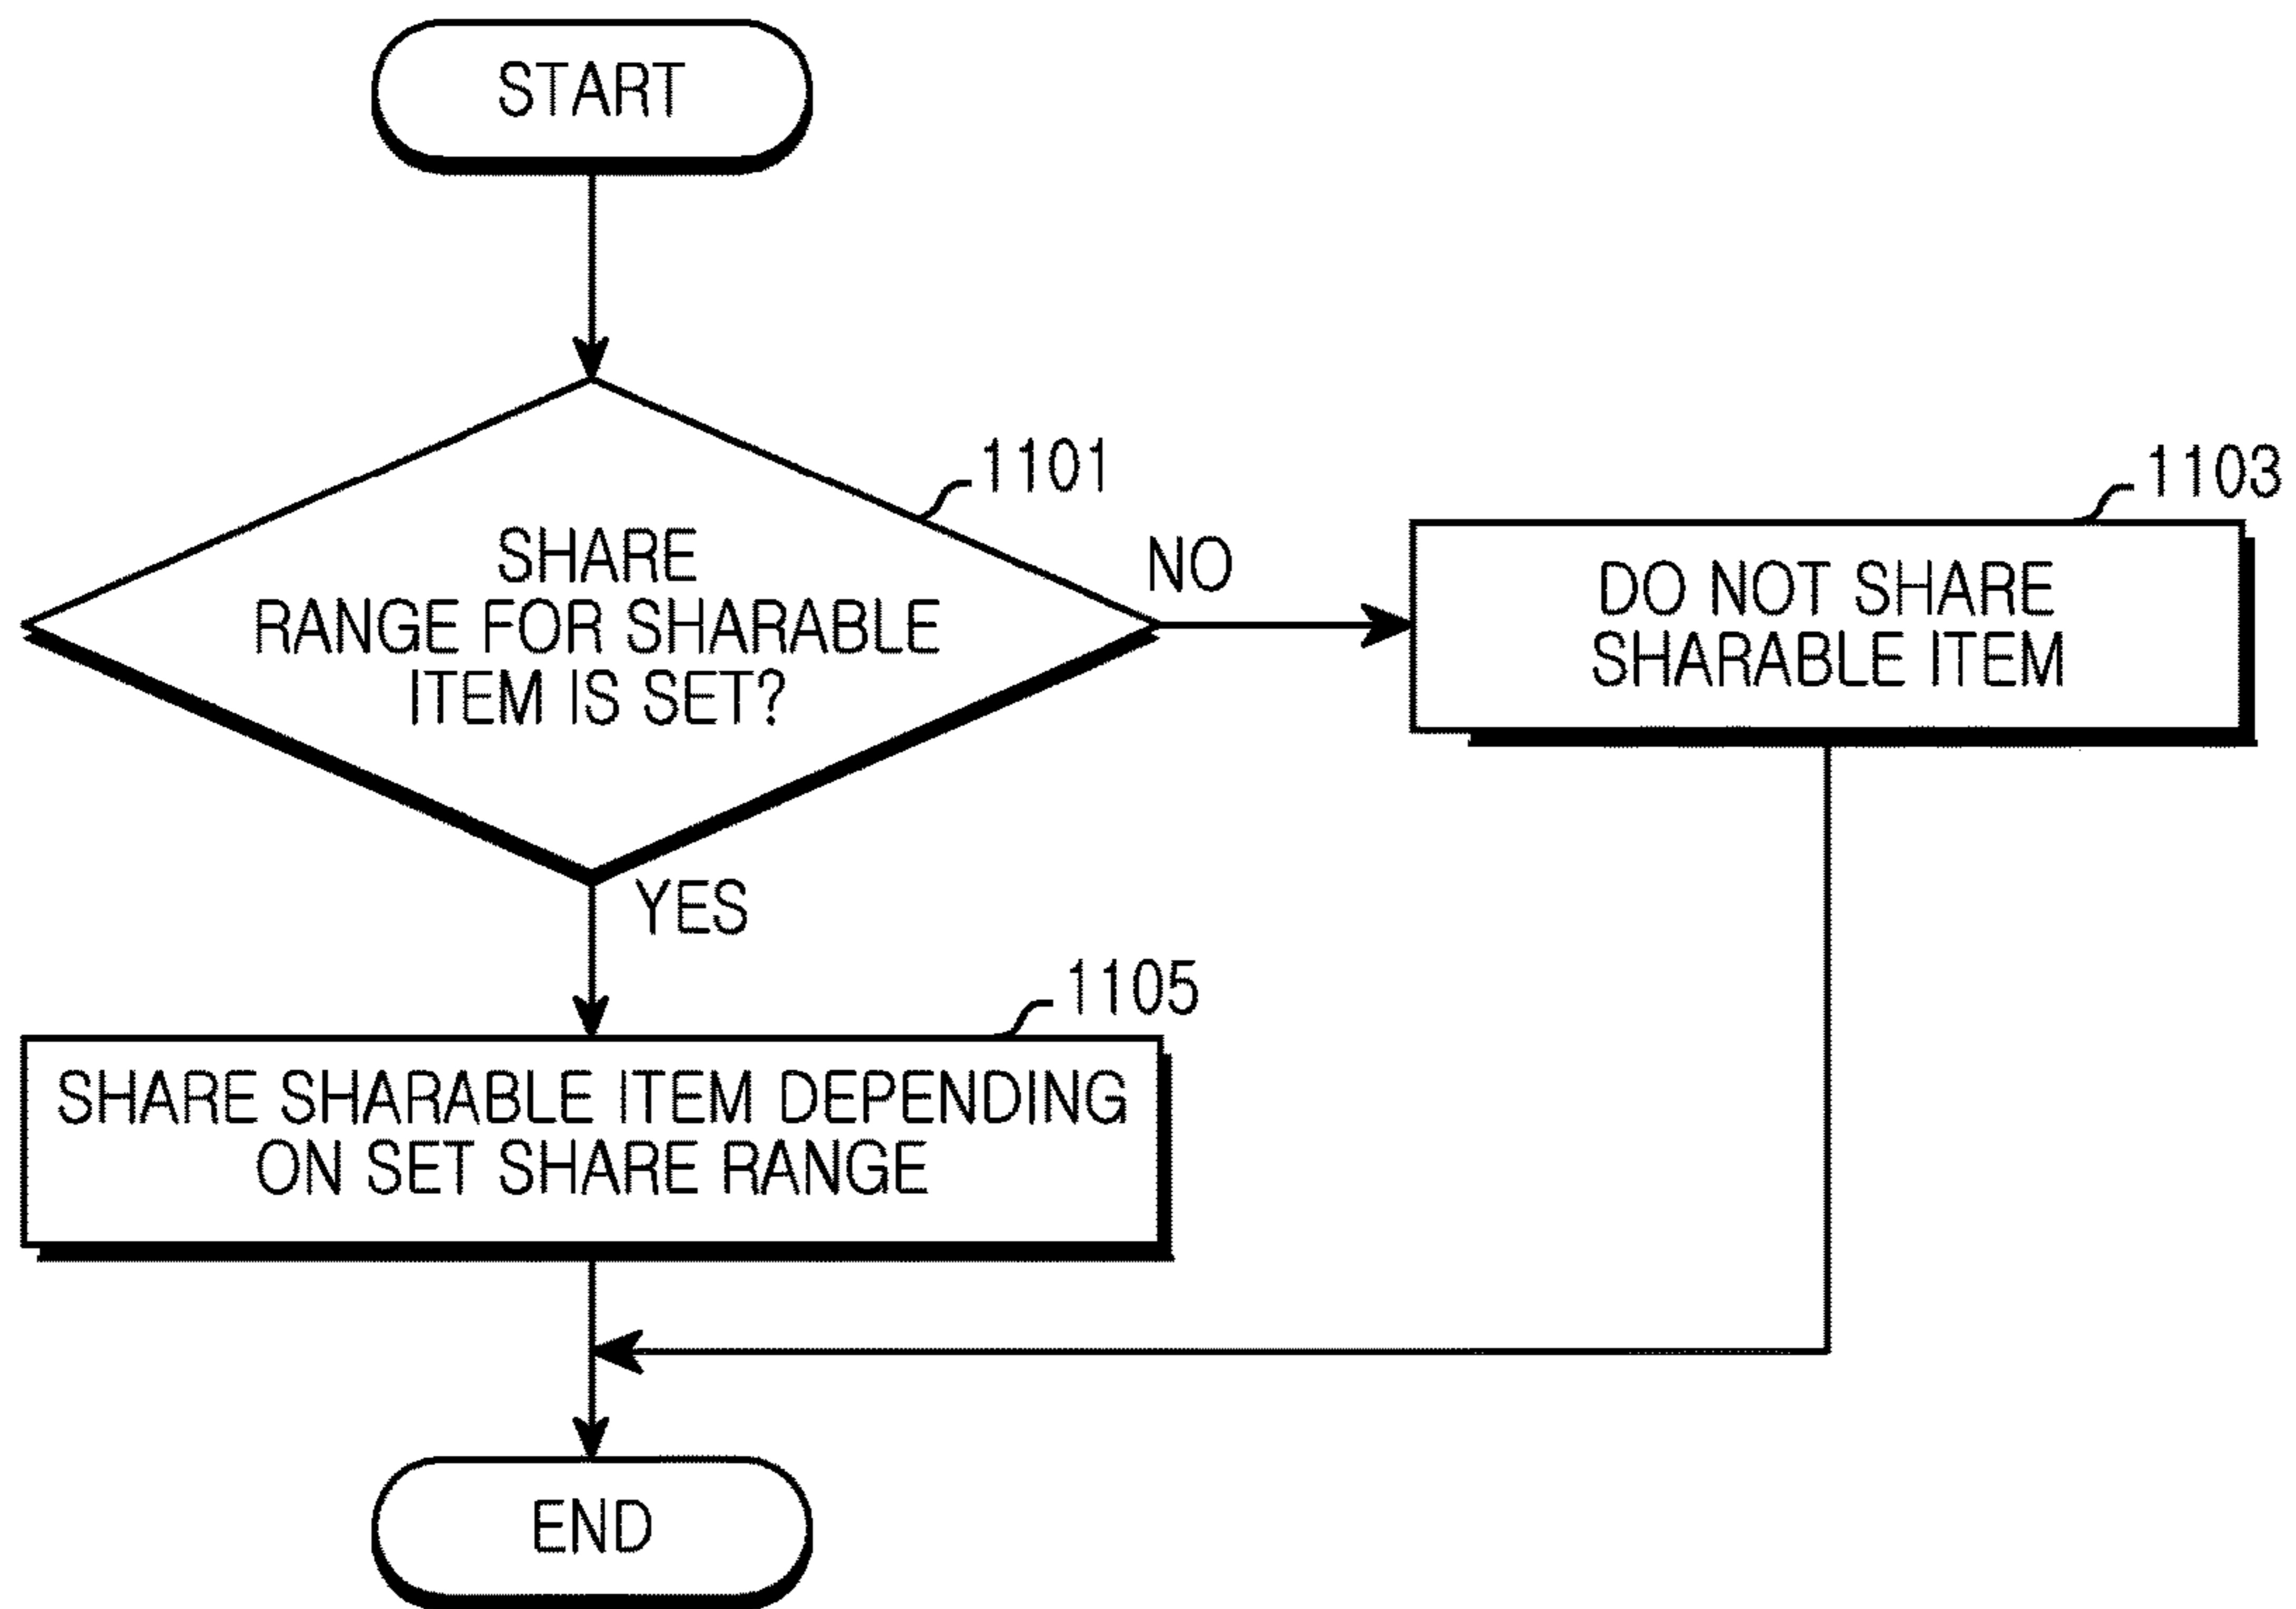 START
1101
SHARE
RANGE FOR SHARABLE
ITEM IS SET?
NO
1103
DO NOT SHARE
SHARABLE ITEM
YES
1105
SHARE SHARABLE ITEM DEPENDING
ON SET SHARE RANGE
END